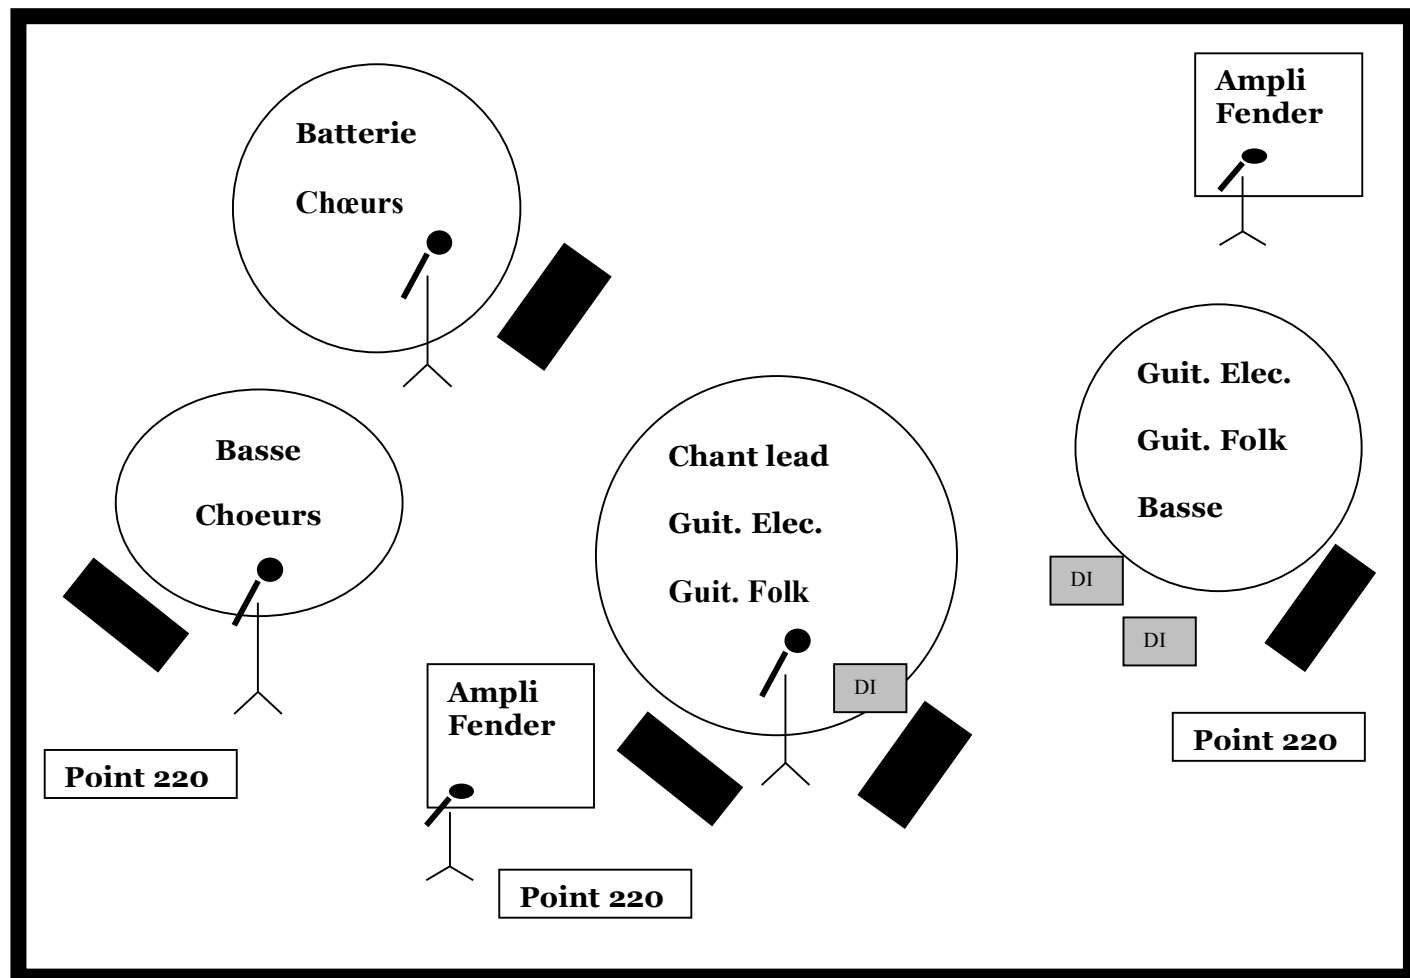 Batterie
Chœurs
Ampli
Fender
Basse
Choeurs
Chant lead
Guit. Elec.
Guit. Folk
DI
Guit. Elec.
Guit. Folk
Basse
DI
DI
Ampli
Fender
Point 220
Point 220
Point 220